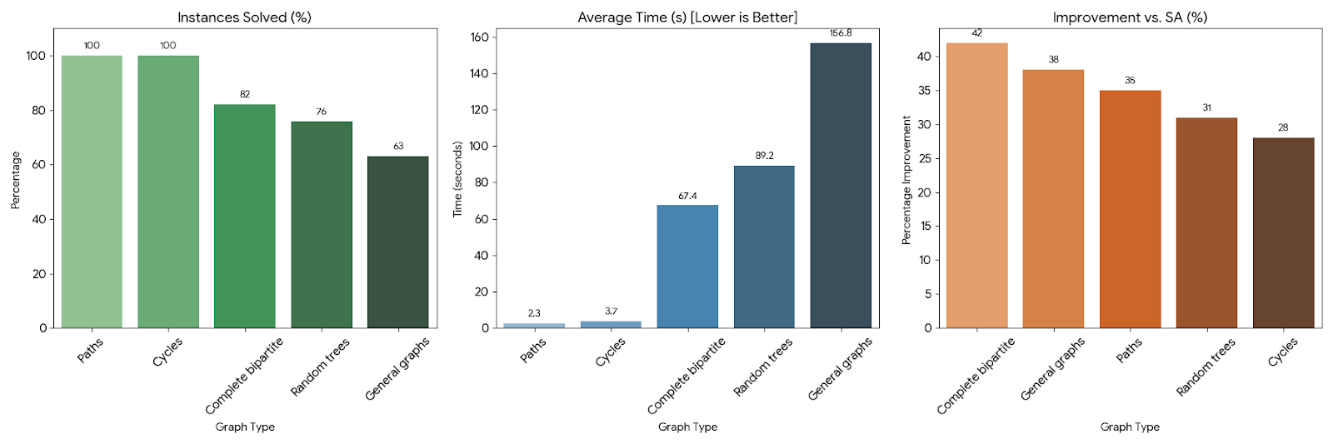 Instances Solved (%)
Percentage
100
80
60
40
20
0
100
100
82
76
63
Paths
Cycles
Complete bipartite
Random trees
General graphs
Graph Type
Average Time (s) [Lower is Better]
Time (seconds)
160
140
120
100
80
60
40
20
0
2.3
3.7
67.4
89.2
156.8
Paths
Cycles
Complete bipartite
Random trees
General graphs
Graph Type
Improvement vs. SA (%)
Percentage Improvement
40
35
30
25
20
15
10
5
0
42
38
35
31
28
Complete bipartite
General graphs
Paths
Random trees
Cycles
Graph Type